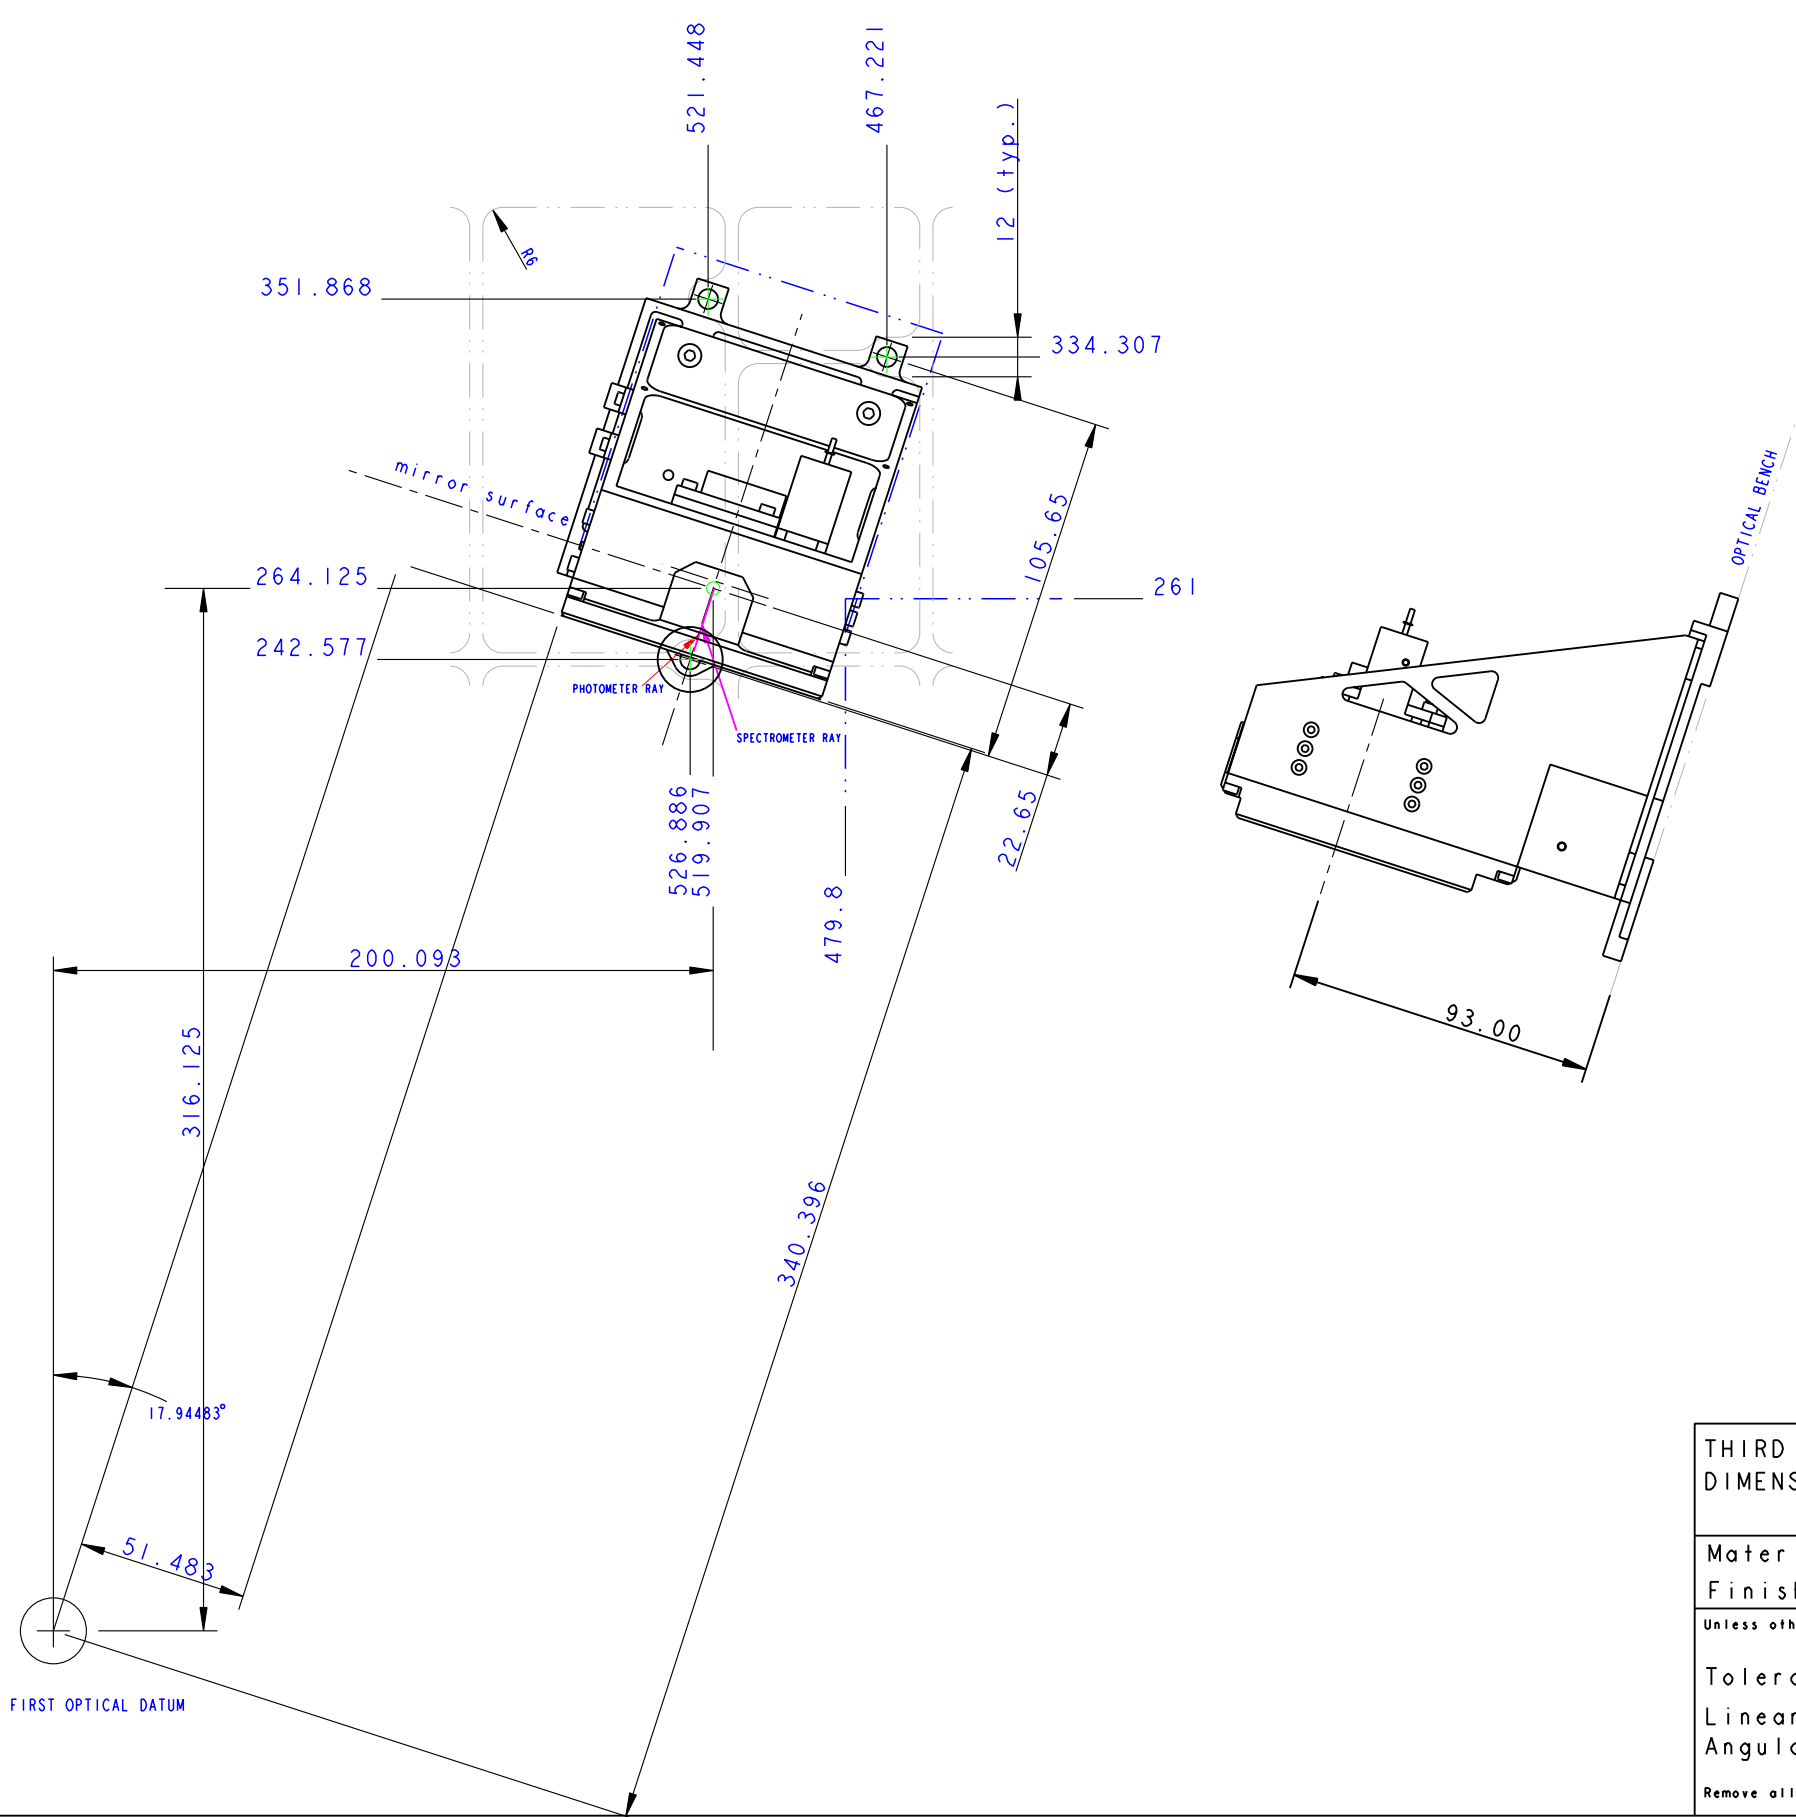 521.448
467.221
12 (typ.)
R6
351.868
334.307
mirror surface
105.65
OPTICAL BENCH
264.125
261
242.577
PHOTOMETER RAY
SPECTROMETER RAY
526.886
519.907
22.65
479.8
200.093
93.00
316.125
340.396
17.94483°
51.483
FIRST OPTICAL DATUM
THIRD
DIMENS
Mater
Finish
Unless oth
Tolera
Linear
Angula
Remove all